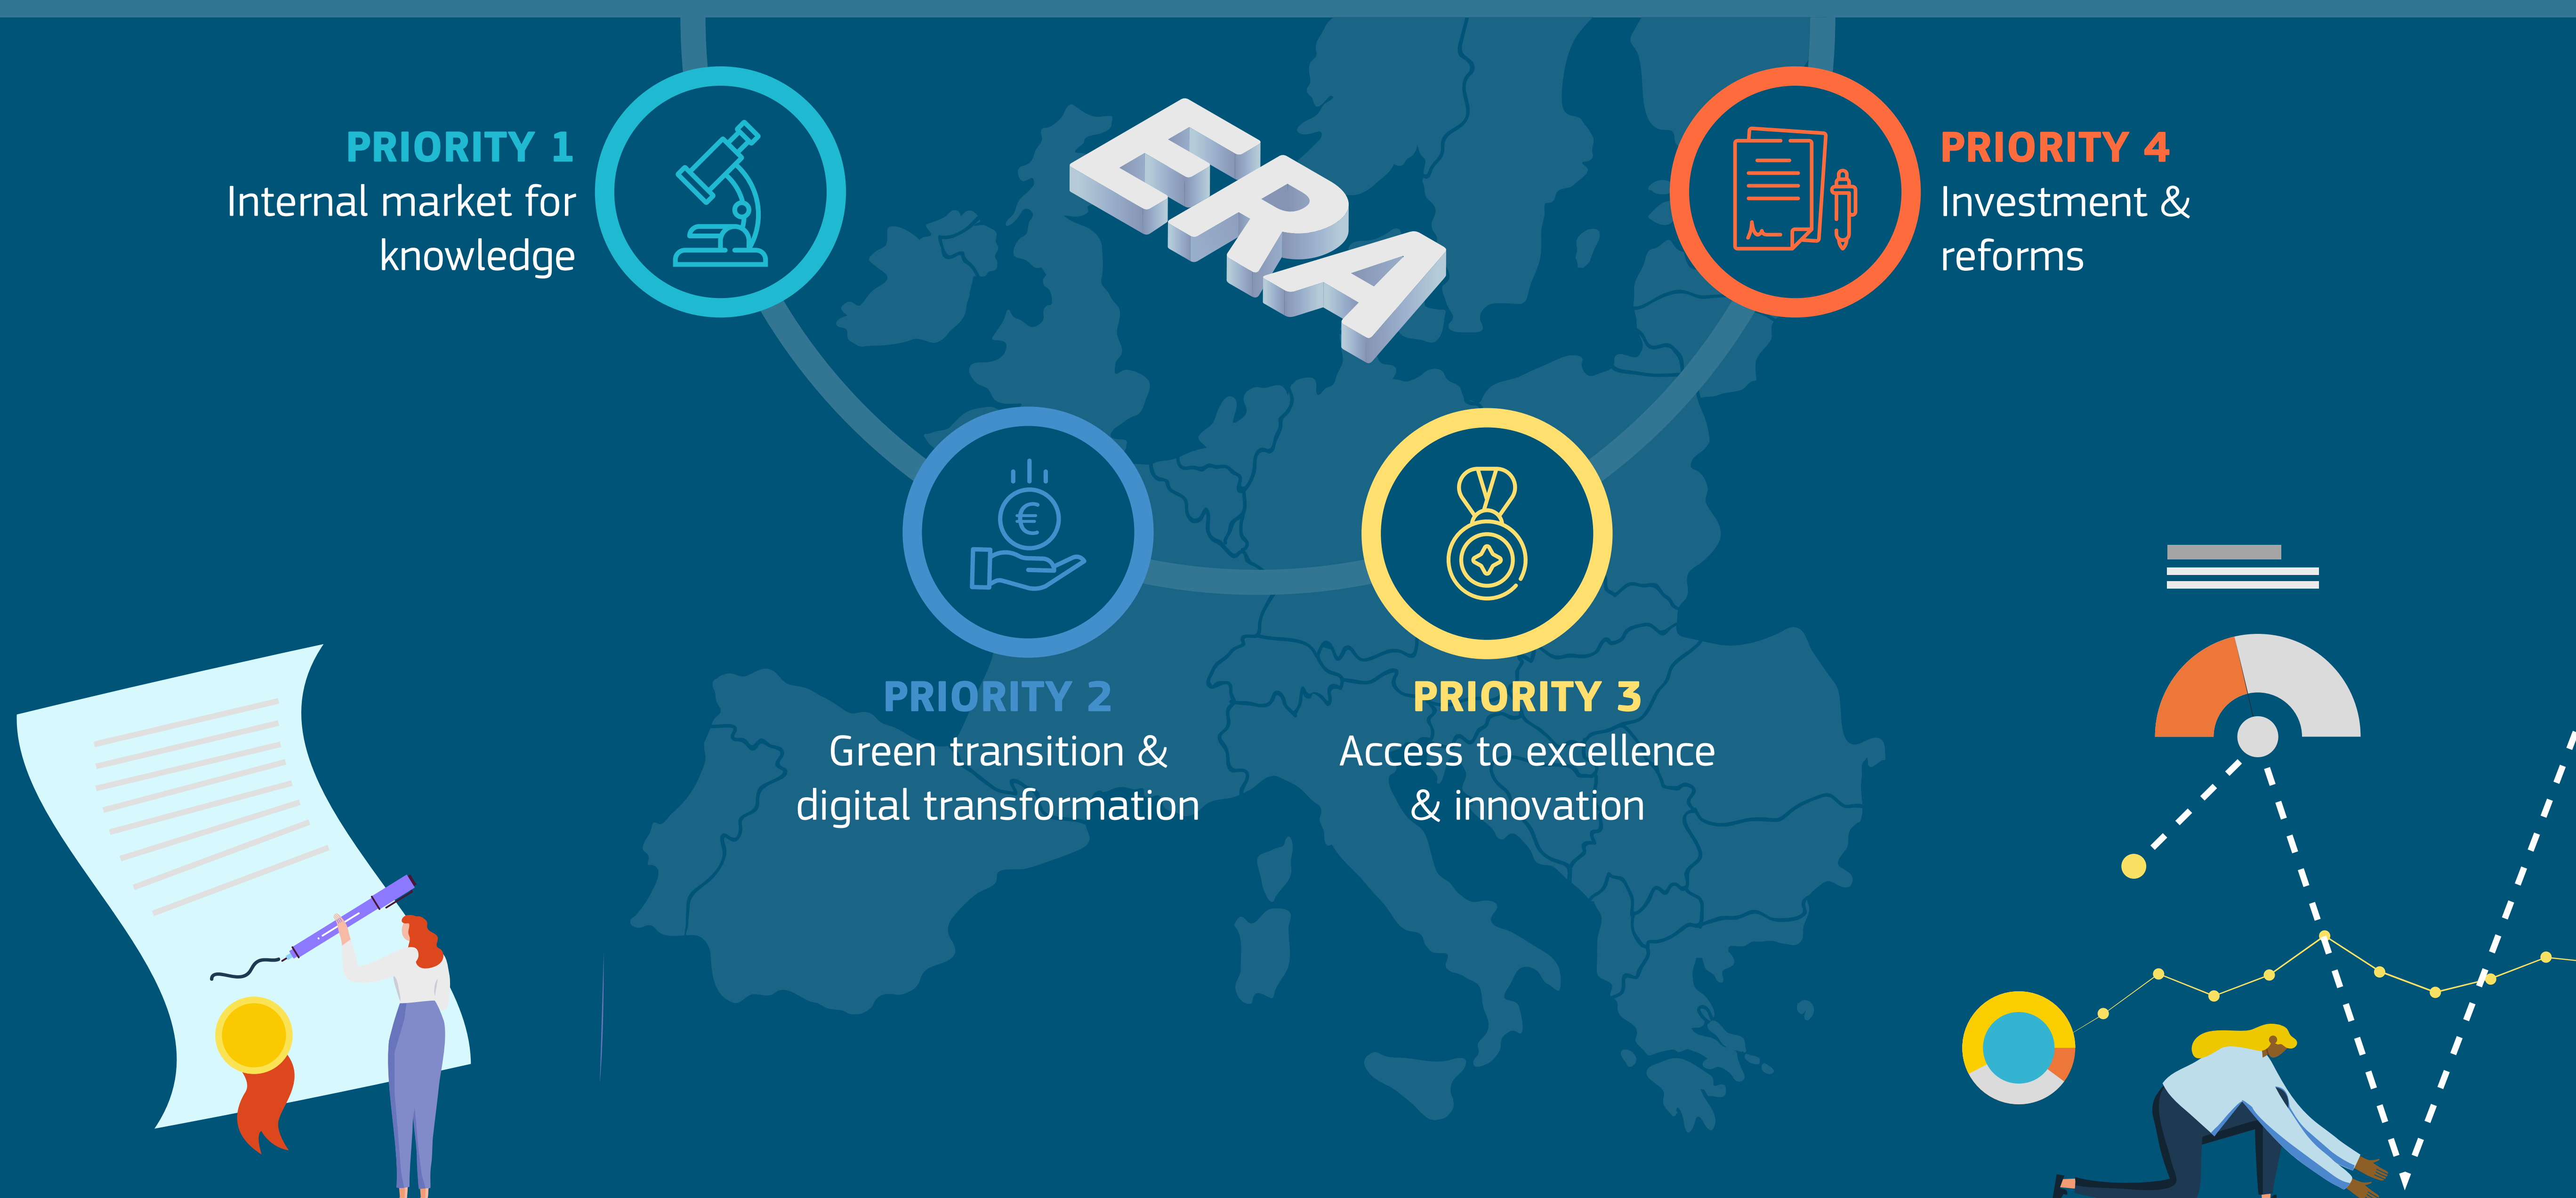 ERA
PRIORITY 1
Internal market for
knowledge
PRIORITY 2
Green transition &
digital transformation
€
PRIORITY 3
Access to excellence
& innovation
PRIORITY 4
Investment &
reforms